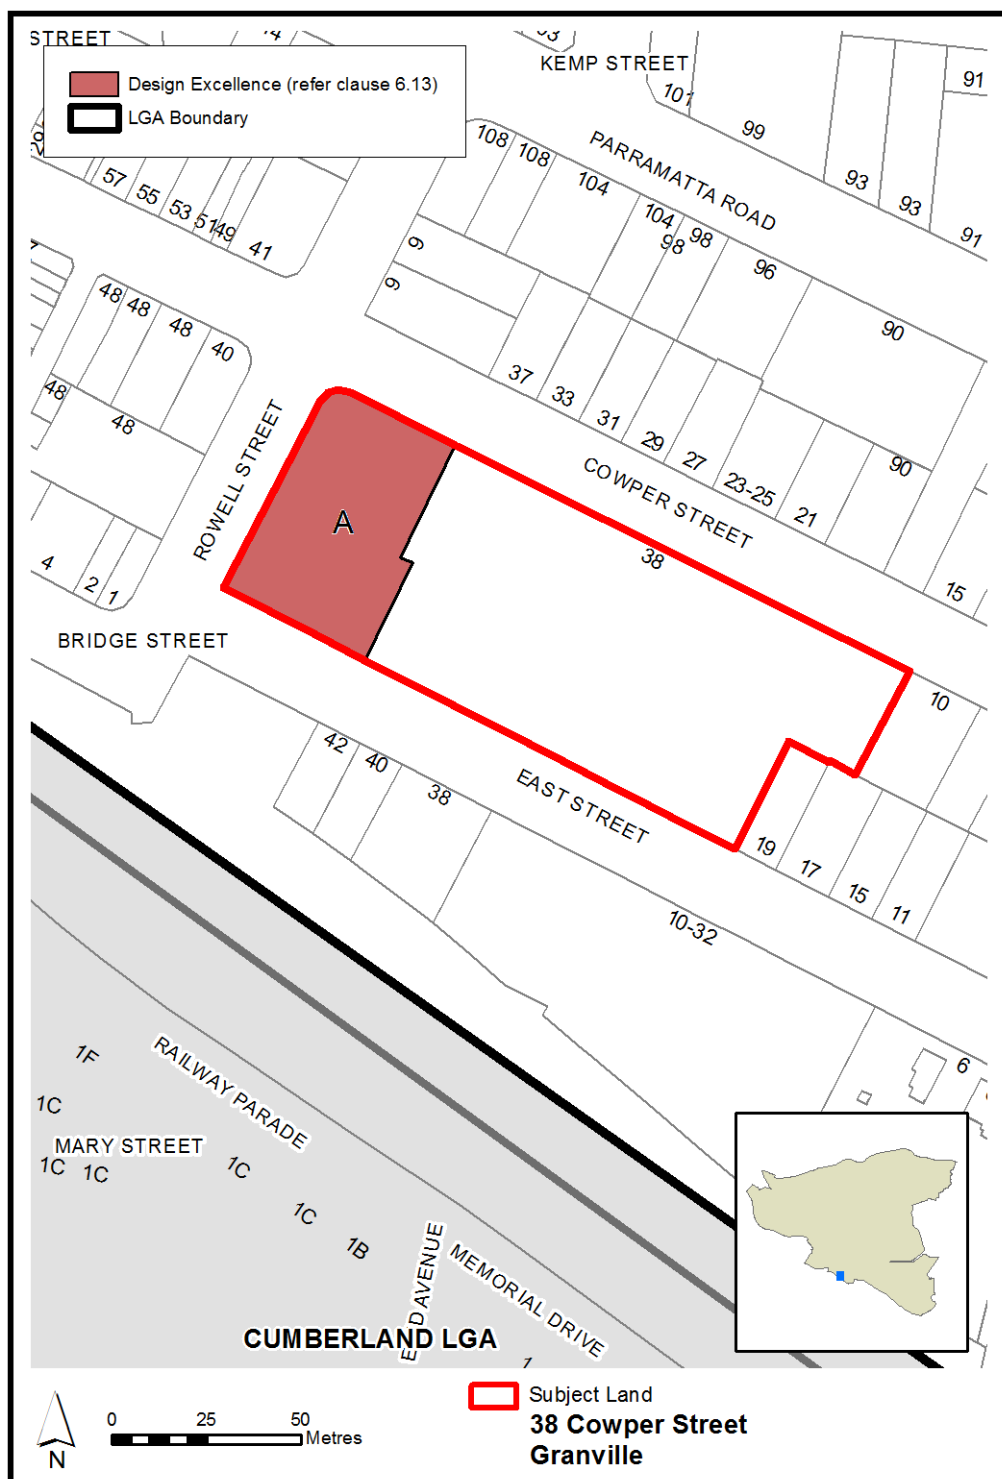 STREET
Design Excellence (refer clause 6.13)
LGA Boundary
KEMP STREET
91
101
99
93
93
91
PARRAMATTA ROAD
108
108
104
104
98
98
96
90
57
55
53
51
49
41
9
9
48
48
48
40
48
48
37
33
31
29
27
23-25
21
90
15
ROWELL STREET
COWPER STREET
A
38
4
2
1
BRIDGE STREET
10
42
40
38
EAST STREET
19
17
15
11
10-32
6
1F
RAILWAY PARADE
1C
MARY STREET
1C
1C
1C
1C
1B
AVENUE
MEMORIAL DRIVE
CUMBERLAND LGA
1
N
0
25
50
Metres
Subject Land
38 Cowper Street
Granville